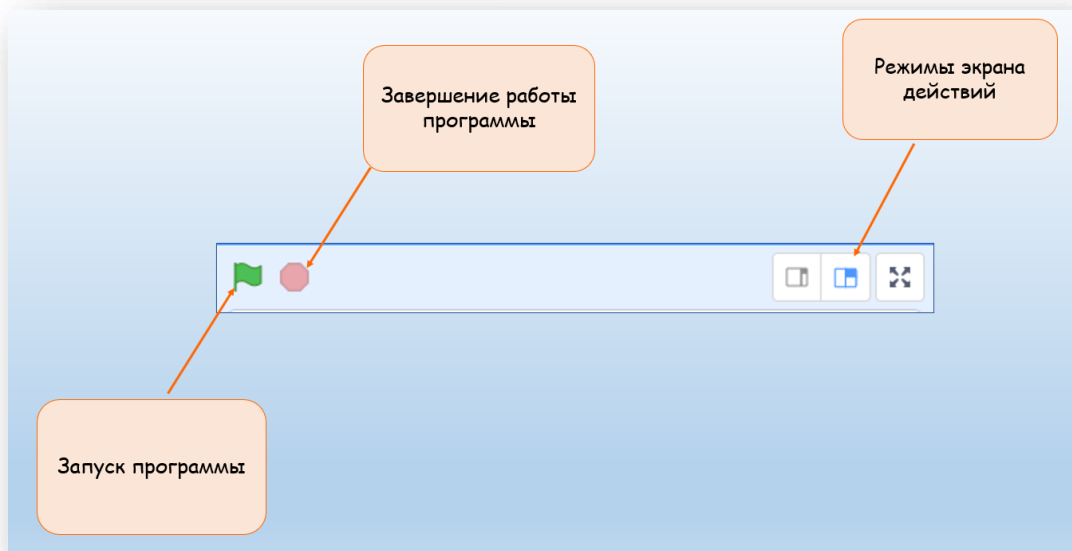 Режимы экрана
действий
Завершение работы
программы
Запуск программы